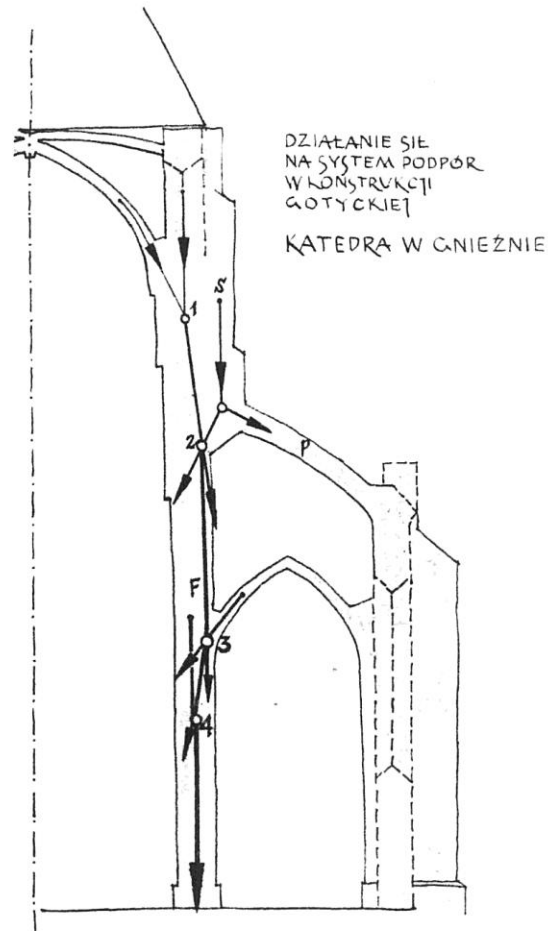 DZIAŁANIE SIŁ
NA SYSTEM PODPÓR
W KONSTRUKCJI
GOTYCKIEJ
KATEDRA W GNIEŹNIE
1
S
2
P
F
3
4